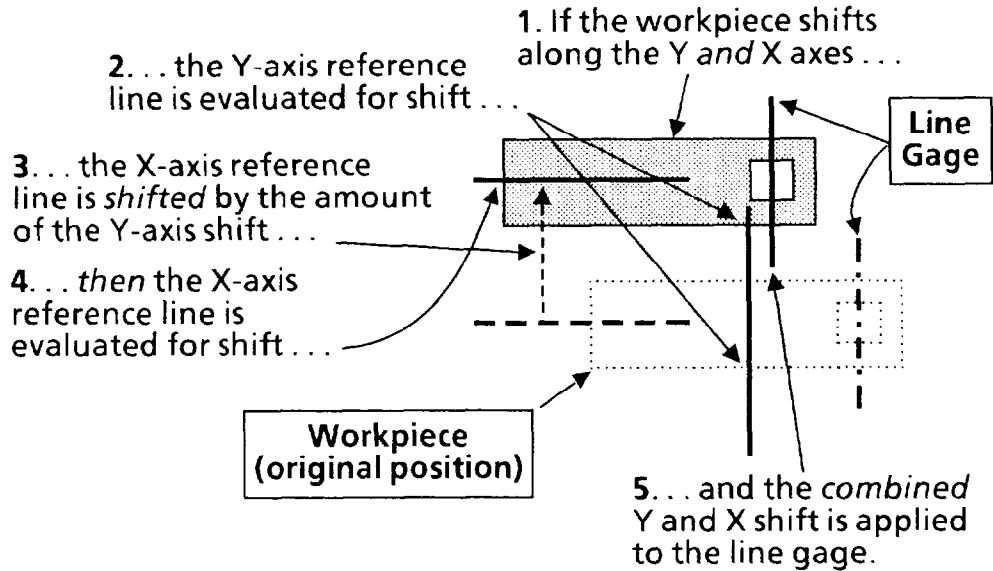 1. If the workpiece shifts
along the Y and X axes . . .
2. . . the Y-axis reference
line is evaluated for shift . . .
Line
Gage
3. . . the X-axis reference
line is shifted by the amount
of the Y-axis shift . . .
4. . . then the X-axis
reference line is
evaluated for shift . . .
Workpiece
(original position)
5. . . and the combined
Y and X shift is applied
to the line gage.